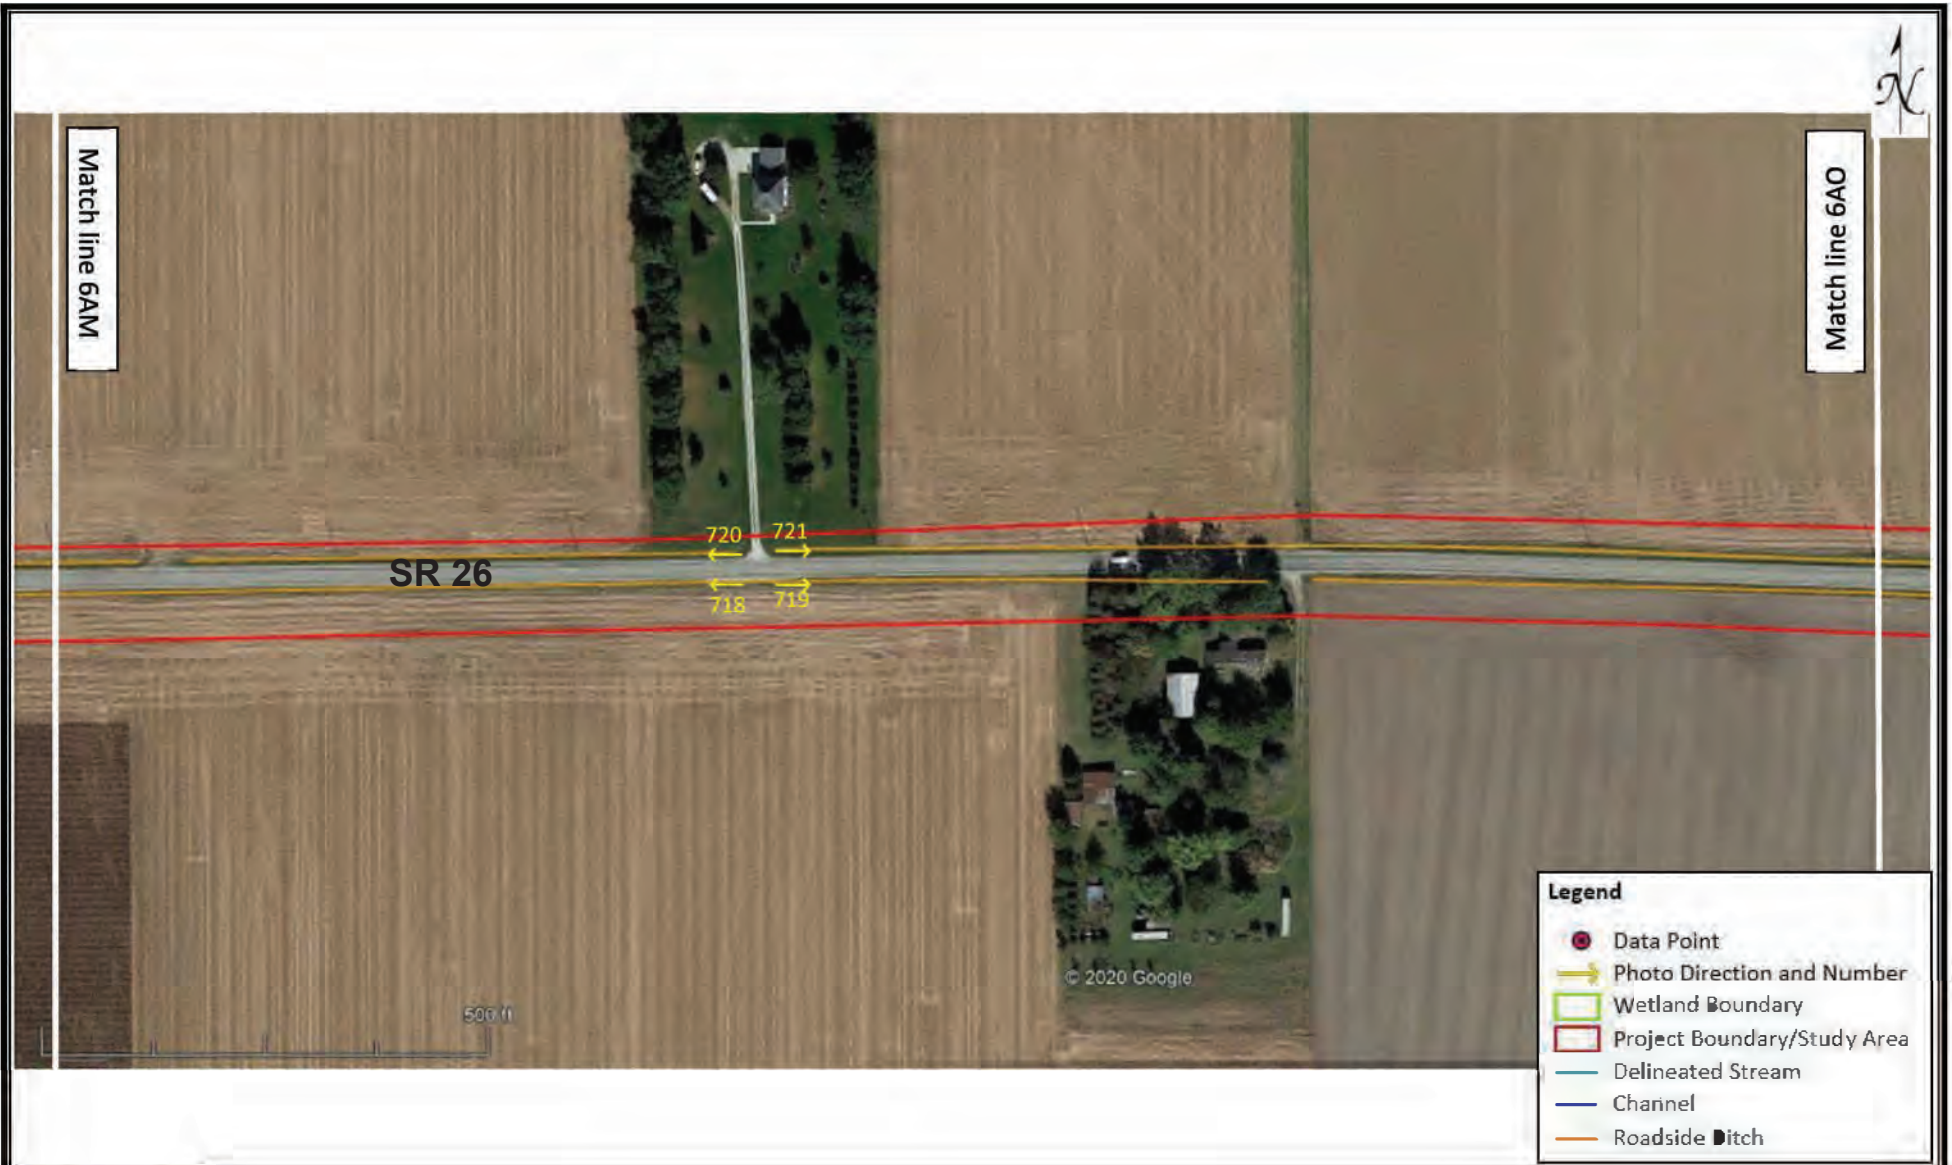 N
Match line 6AM
Match line 6AO
720 721
SR 26
718 719
© 2020 Google
500 ft
Legend
Data Point
Photo Direction and Number
Wetland Boundary
Project Boundary/Study Area
Delineated Stream
Channel
Roadside Ditch